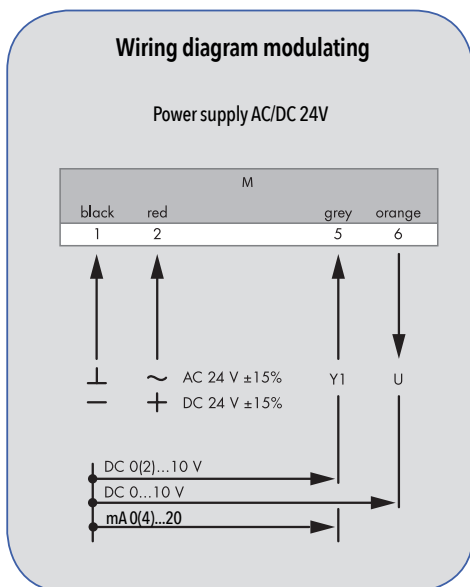 Wiring diagram modulating
Power supply AC/DC 24V
M
black red grey orange
1 2 5 6
⊥ ~ AC 24 V ±15% Y1 U
– + DC 24 V ±15%
DC 0(2)...10 V
DC 0...10 V
mA 0(4)...20